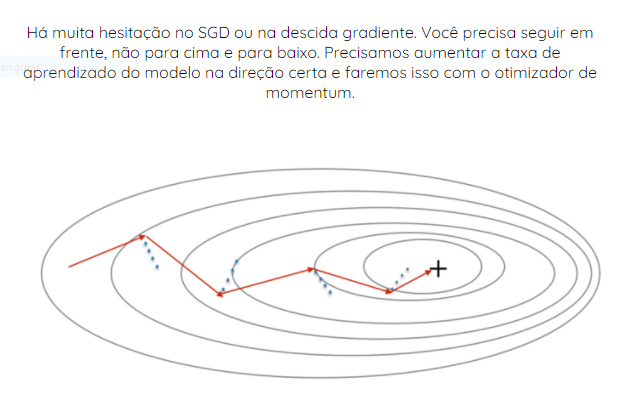 Há muita hesitação no SGD ou na descida gradiente. Você precisa seguir em
frente, não para cima e para baixo. Precisamos aumentar a taxa de
aprendizado do modelo na direção certa e faremos isso com o otimizador de
momentum.